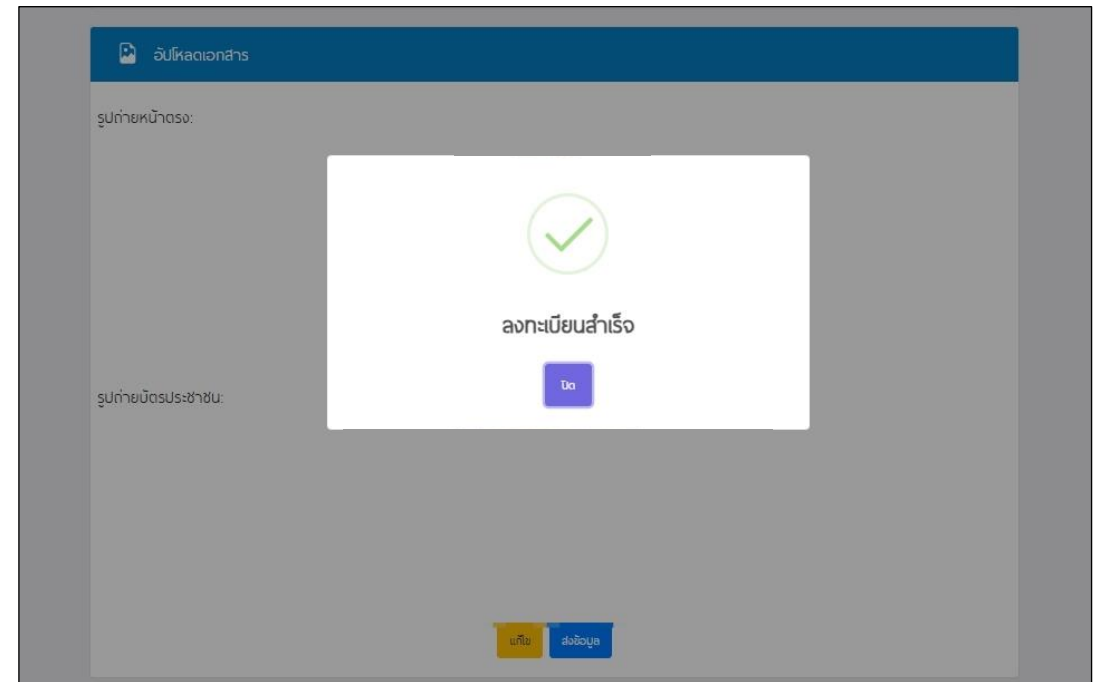 อัปโหลดเอกสาร
รูปถ่ายหน้าตรง:
ลงทะเบียนสำเร็จ
ปิด
รูปถ่ายบัตรประชาชน:
แก้ไข ส่งข้อมูล